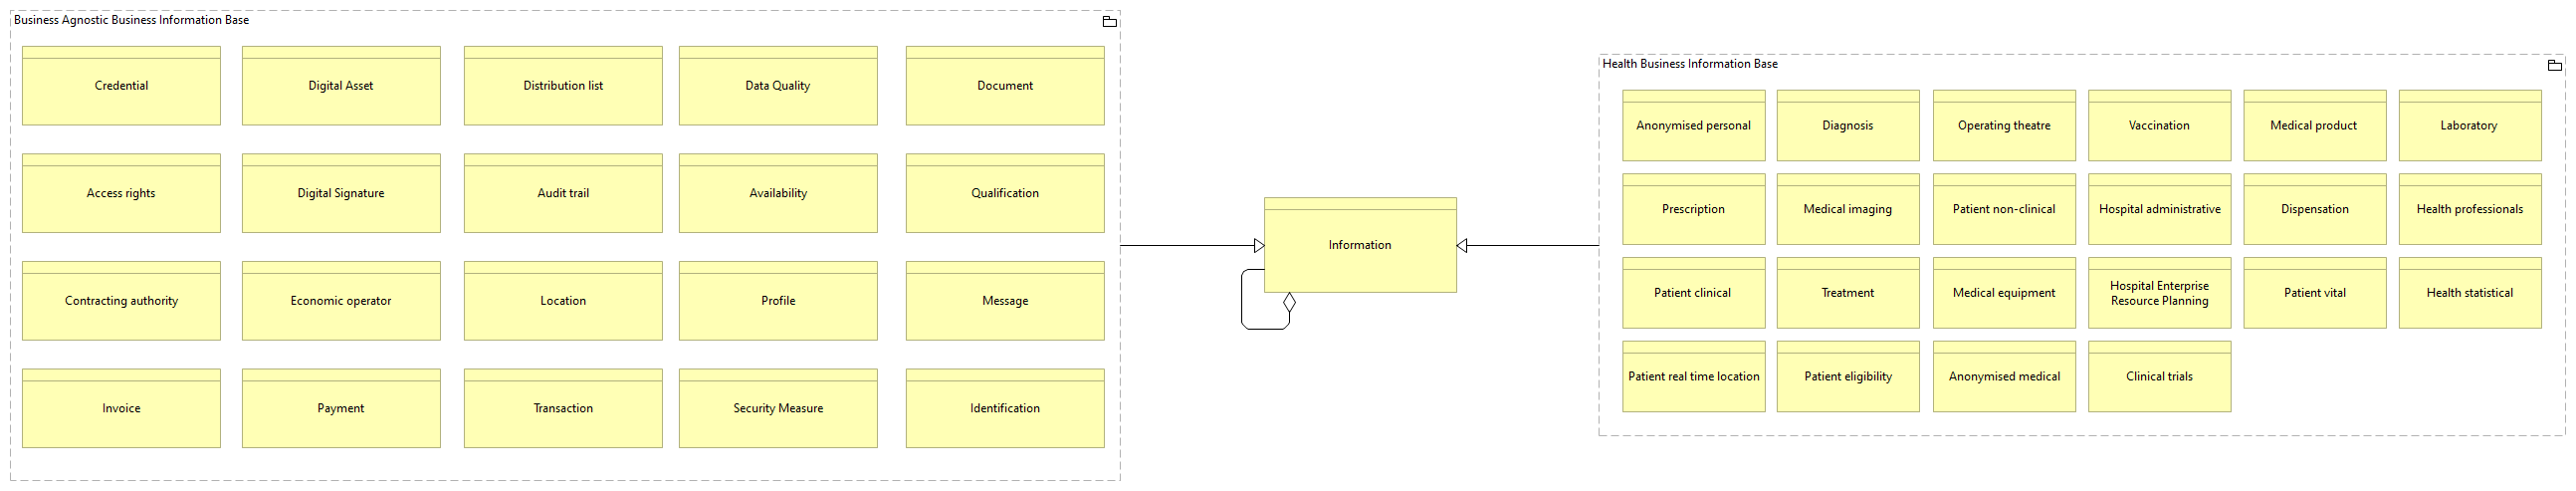 Business Agnostic Business Information Base
Credential
Digital Asset
Distribution list
Data Quality
Document
Access rights
Digital Signature
Audit trail
Availability
Qualification
Contracting authority
Economic operator
Location
Profile
Message
Invoice
Payment
Transaction
Security Measure
Identification
Information
Health Business Information Base
Anonymised personal
Diagnosis
Operating theatre
Vaccination
Medical product
Laboratory
Prescription
Medical imaging
Patient non-clinical
Hospital administrative
Dispensation
Health professionals
Patient clinical
Treatment
Medical equipment
Hospital Enterprise
Resource Planning
Patient vital
Health statistical
Patient real time location
Patient eligibility
Anonymised medical
Clinical trials